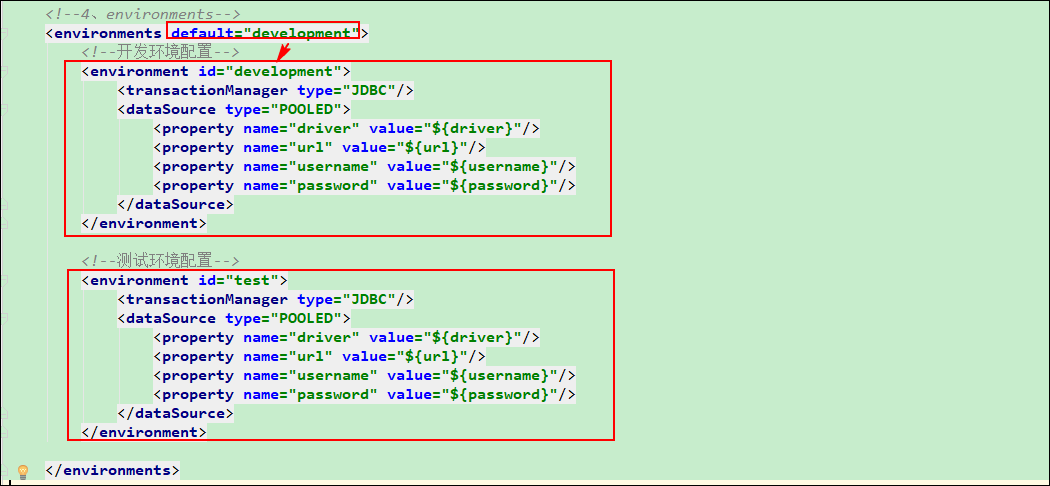 <!--4、environments-->
<environments default="development">
<!--开发环境配置-->
<environment id="development">
<transactionManager type="JDBC"/>
<dataSource type="POOLED">
<property name="driver" value="${driver}"/>
<property name="url" value="${url}"/>
<property name="username" value="${username}"/>
<property name="password" value="${password}"/>
</dataSource>
</environment>
<!--测试环境配置-->
<environment id="test">
<transactionManager type="JDBC"/>
<dataSource type="POOLED">
<property name="driver" value="${driver}"/>
<property name="url" value="${url}"/>
<property name="username" value="${username}"/>
<property name="password" value="${password}"/>
</dataSource>
</environment>
</environments>